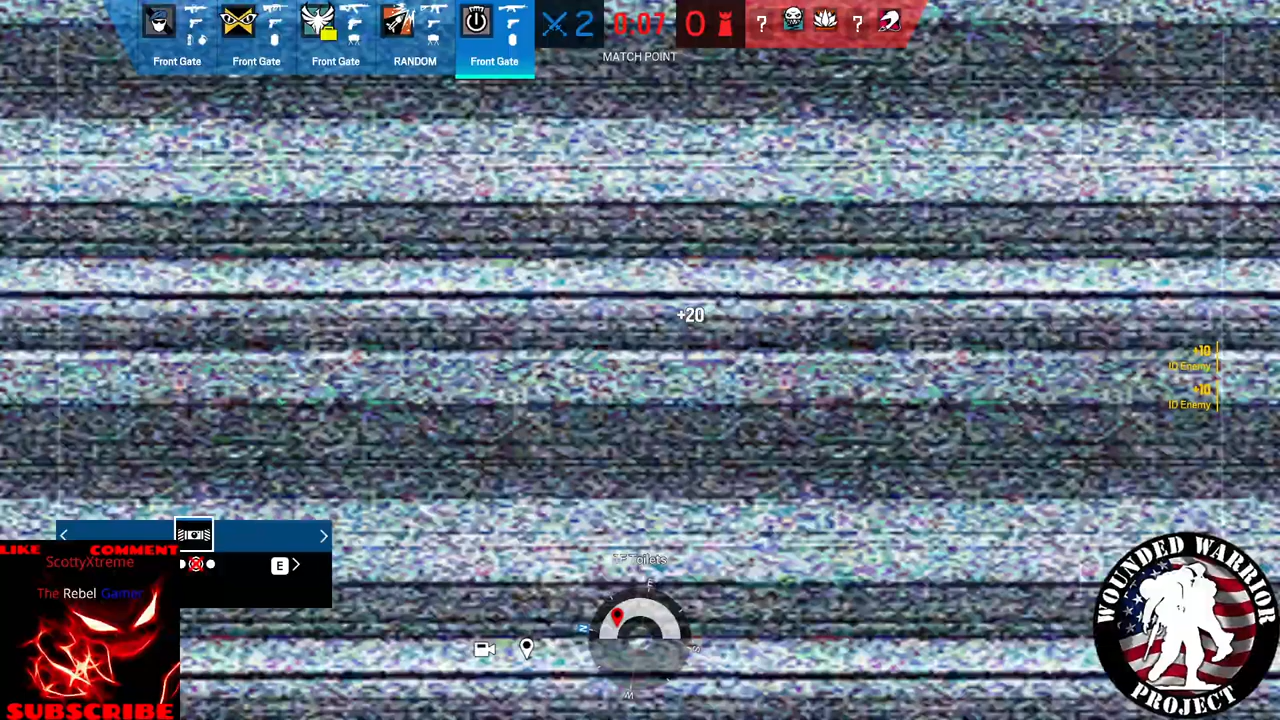 2 0:07 0 ? ?
Front Gate Front Gate Front Gate RANDOM Front Gate
MATCH POINT
+20
+10
ID Enemy
+10
ID Enemy
LIKE COMMENT
ScottyXtreme
The Rebel Gamer
SUBSCRIBE
E
Toilets
E
N
S
W
WOUNDED WARRIOR
PROJECT